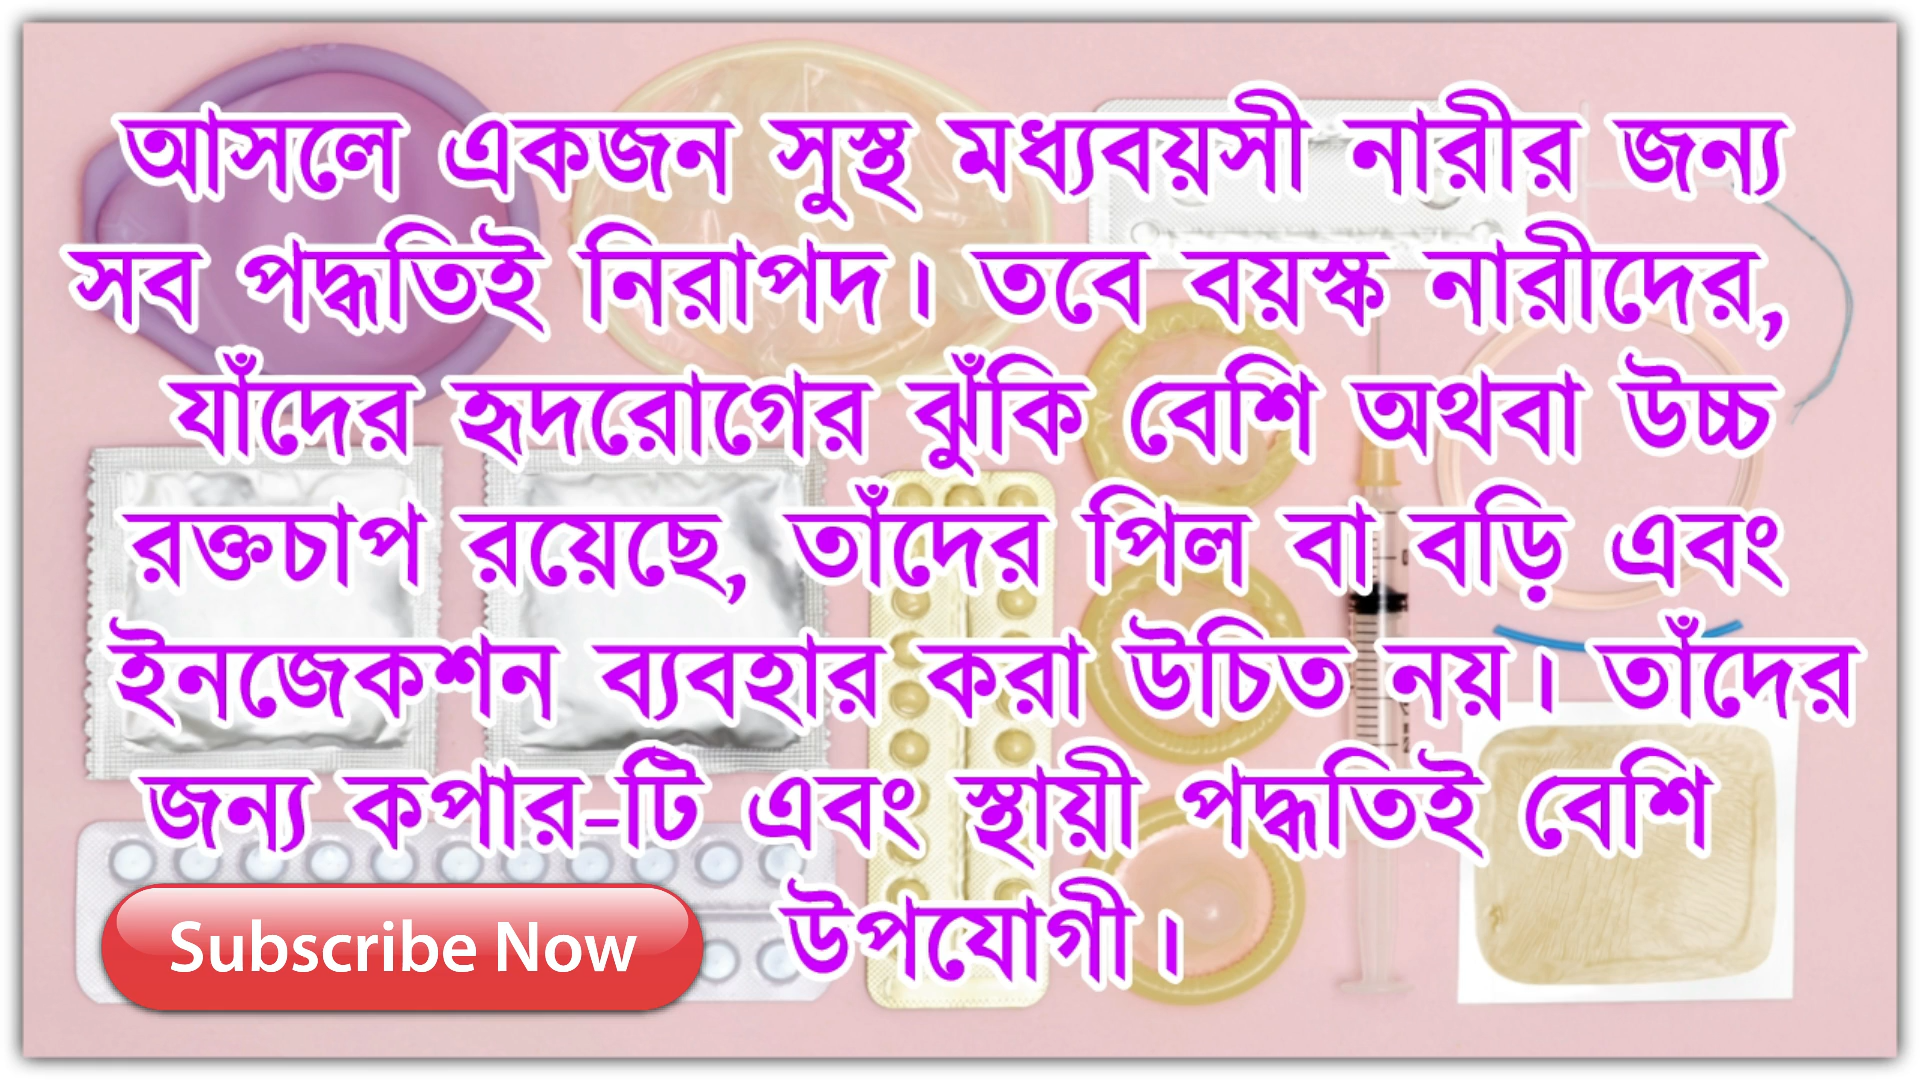 আসলে একজন সুস্থ মধ্যবয়সী নারীর জন্য
সব পদ্ধতিই নিরাপদ। তবে বয়স্ক নারীদের,
যাঁদের হৃদরোগের ঝুঁকি বেশি অথবা উচ্চ
রক্তচাপ রয়েছে, তাঁদের পিল বা বড়ি এবং
ইনজেকশন ব্যবহার করা উচিত নয়। তাঁদের
জন্য কপার-টি এবং স্থায়ী পদ্ধতিই বেশি
উপযোগী।
Subscribe Now